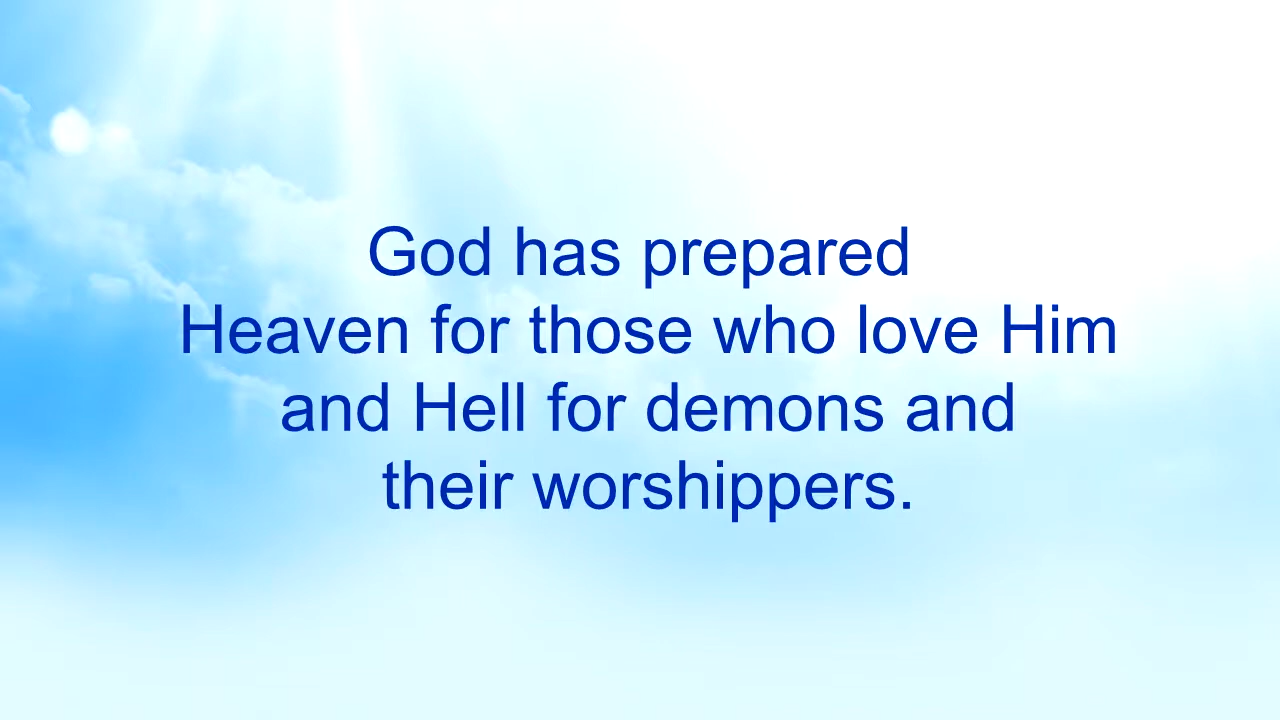 God has prepared
Heaven for those who love Him
and Hell for demons and
their worshippers.